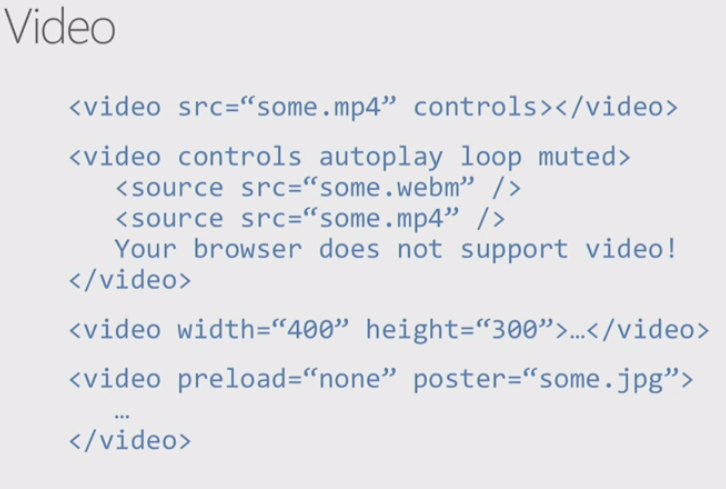 Video
<video src=“some.mp4” controls></video>
<video controls autoplay loop muted>
<source src=“some.webm” />
<source src=“some.mp4” />
Your browser does not support video!
</video>
<video width=“400” height=“300”>…</video>
<video preload=“none” poster=“some.jpg”>
…
</video>